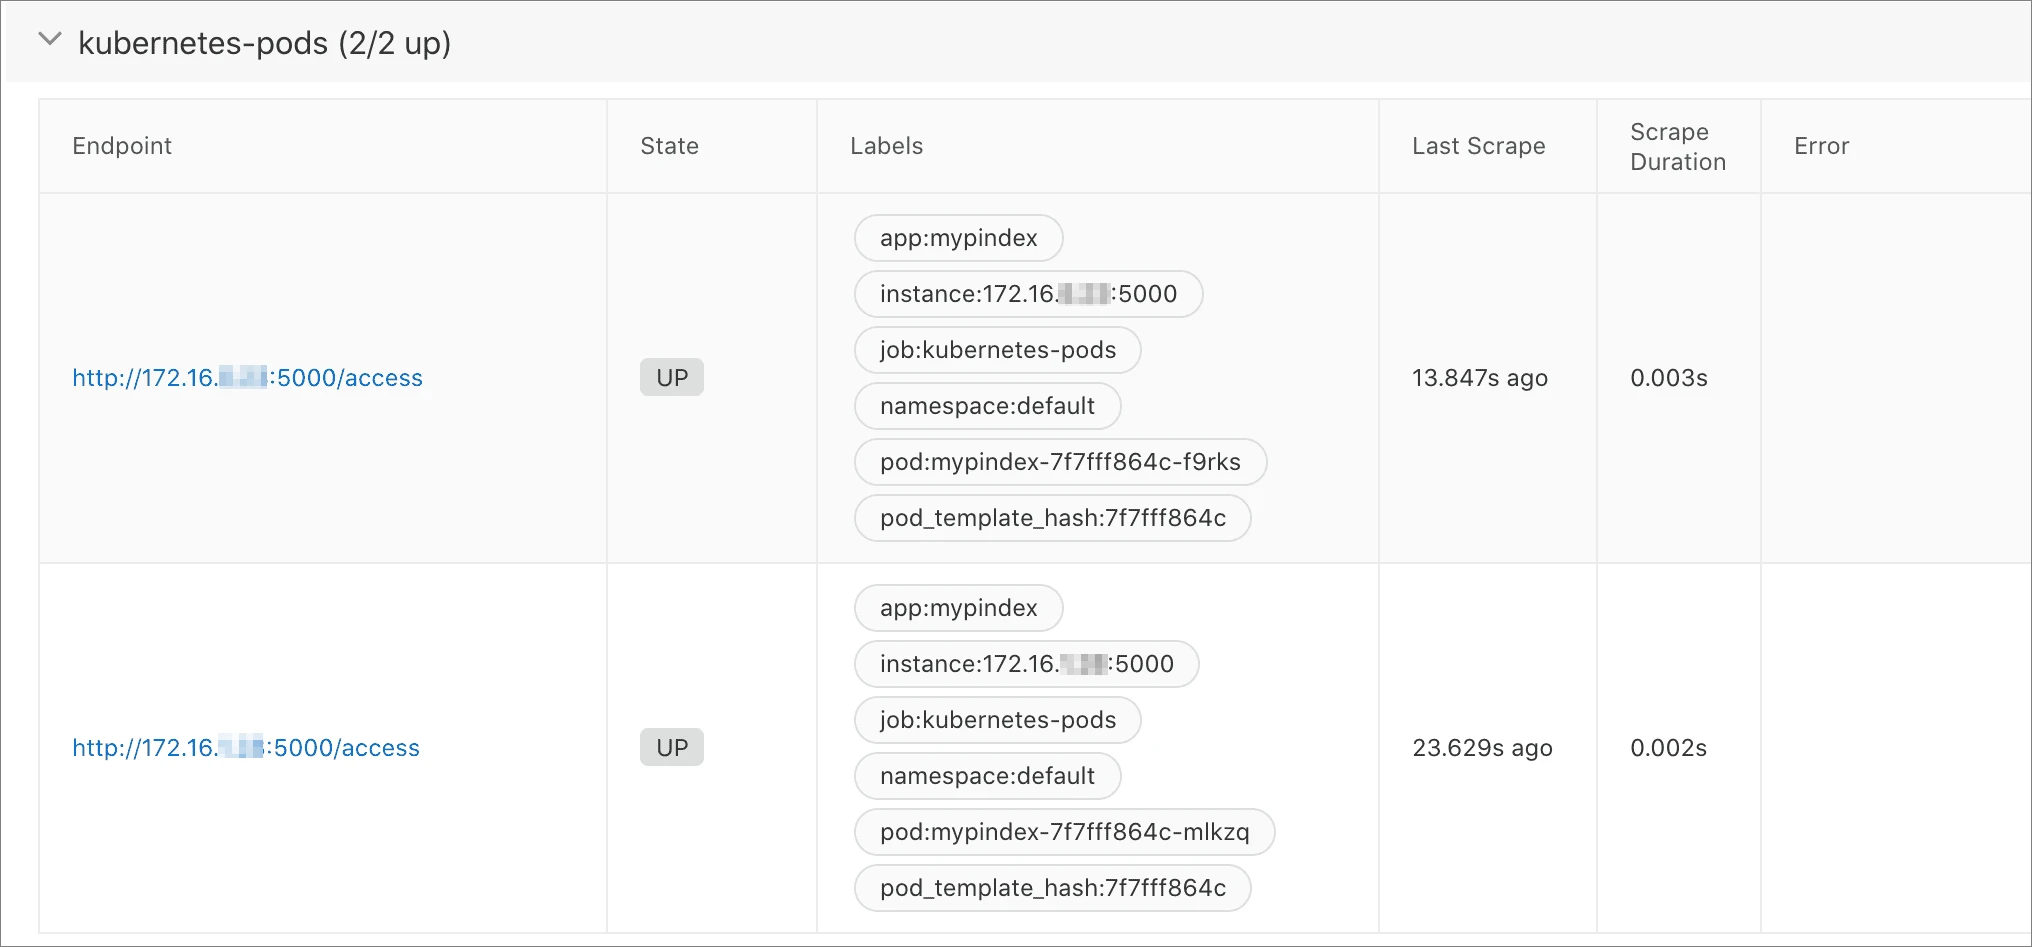 kubernetes-pods (2/2 up)
Endpoint State Labels Last Scrape Scrape Duration Error
app:mypindex
instance:172.16. :5000
job:kubernetes-pods
http://172.16. :5000/access UP namespace:default 13.847s ago 0.003s
pod:mypindex-7f7fff864c-f9rks
pod_template_hash:7f7fff864c
app:mypindex
instance:172.16. :5000
job:kubernetes-pods
http://172.16. :5000/access UP namespace:default 23.629s ago 0.002s
pod:mypindex-7f7fff864c-mlkzq
pod_template_hash:7f7fff864c